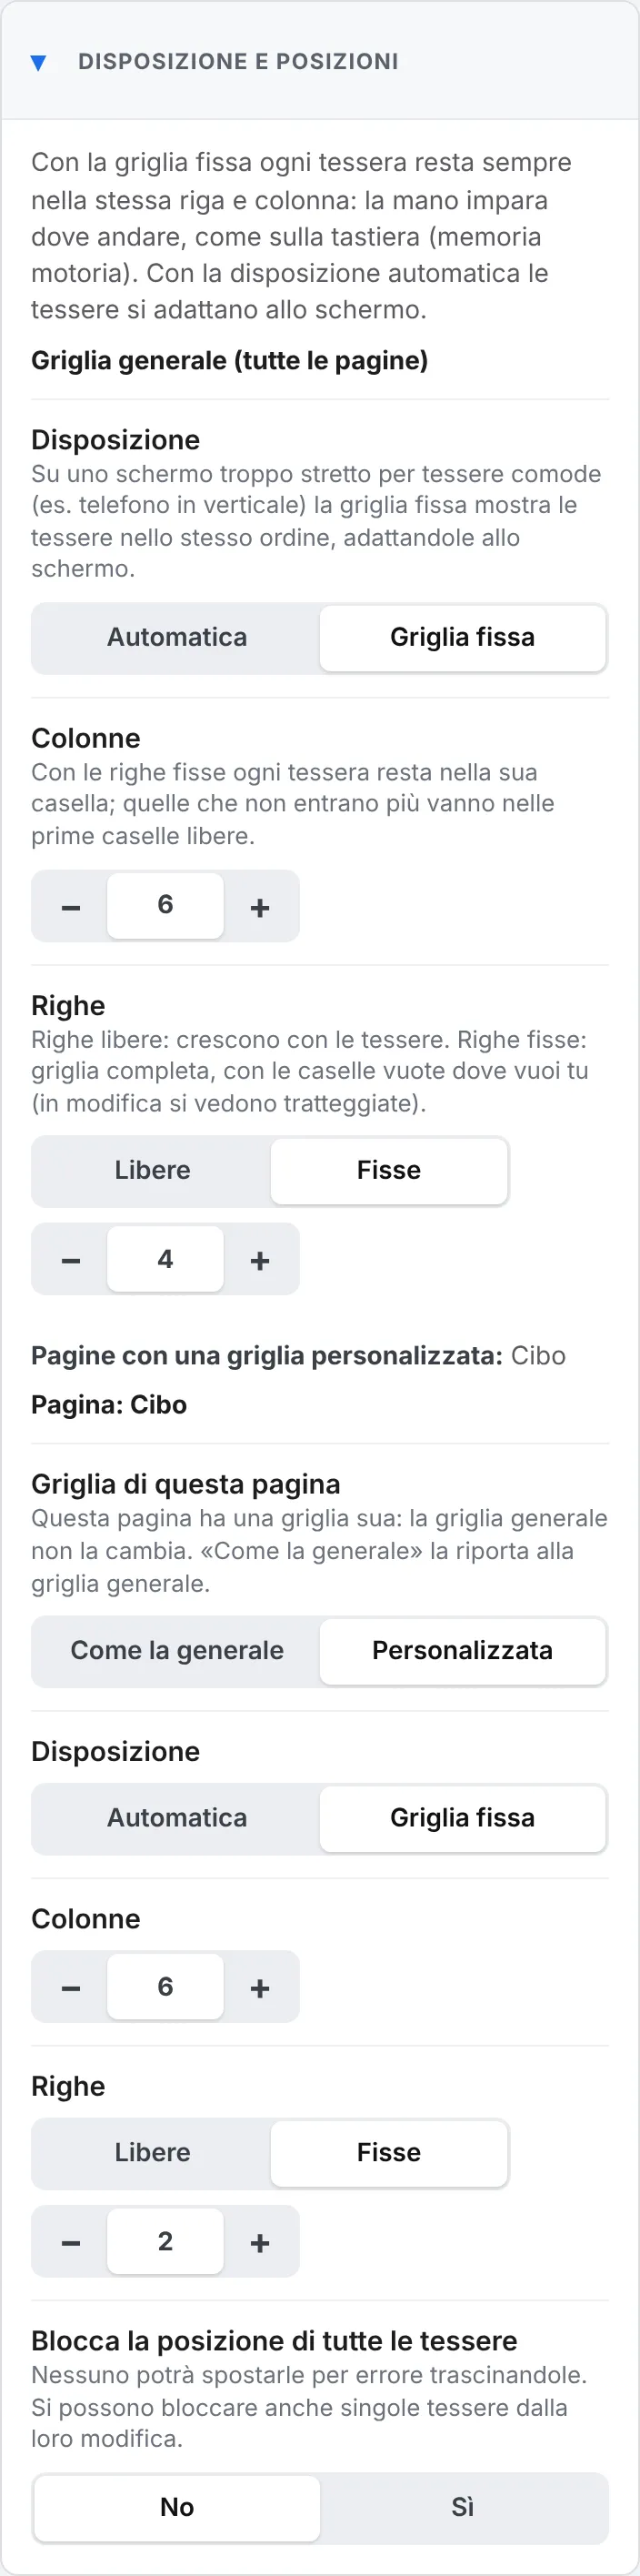 ▼ DISPOSIZIONE E POSIZIONI
Con la griglia fissa ogni tessera resta sempre
nella stessa riga e colonna: la mano impara
dove andare, come sulla tastiera (memoria
motoria). Con la disposizione automatica le
tessere si adattano allo schermo.
Griglia generale (tutte le pagine)
Disposizione
Su uno schermo troppo stretto per tessere comode
(es. telefono in verticale) la griglia fissa mostra le
tessere nello stesso ordine, adattandole allo
schermo.
Automatica Griglia fissa
Colonne
Con le righe fisse ogni tessera resta nella sua
casella; quelle che non entrano più vanno nelle
prime caselle libere.
− 6 +
Righe
Righe libere: crescono con le tessere. Righe fisse:
griglia completa, con le caselle vuote dove vuoi tu
(in modifica si vedono tratteggiate).
Libere Fisse
− 4 +
Pagine con una griglia personalizzata: Cibo
Pagina: Cibo
Griglia di questa pagina
Questa pagina ha una griglia sua: la griglia generale
non la cambia. «Come la generale» la riporta alla
griglia generale.
Come la generale Personalizzata
Disposizione
Automatica Griglia fissa
Colonne
− 6 +
Righe
Libere Fisse
− 2 +
Blocca la posizione di tutte le tessere
Nessuno potrà spostarle per errore trascinandole.
Si possono bloccare anche singole tessere dalla
loro modifica.
No Sì